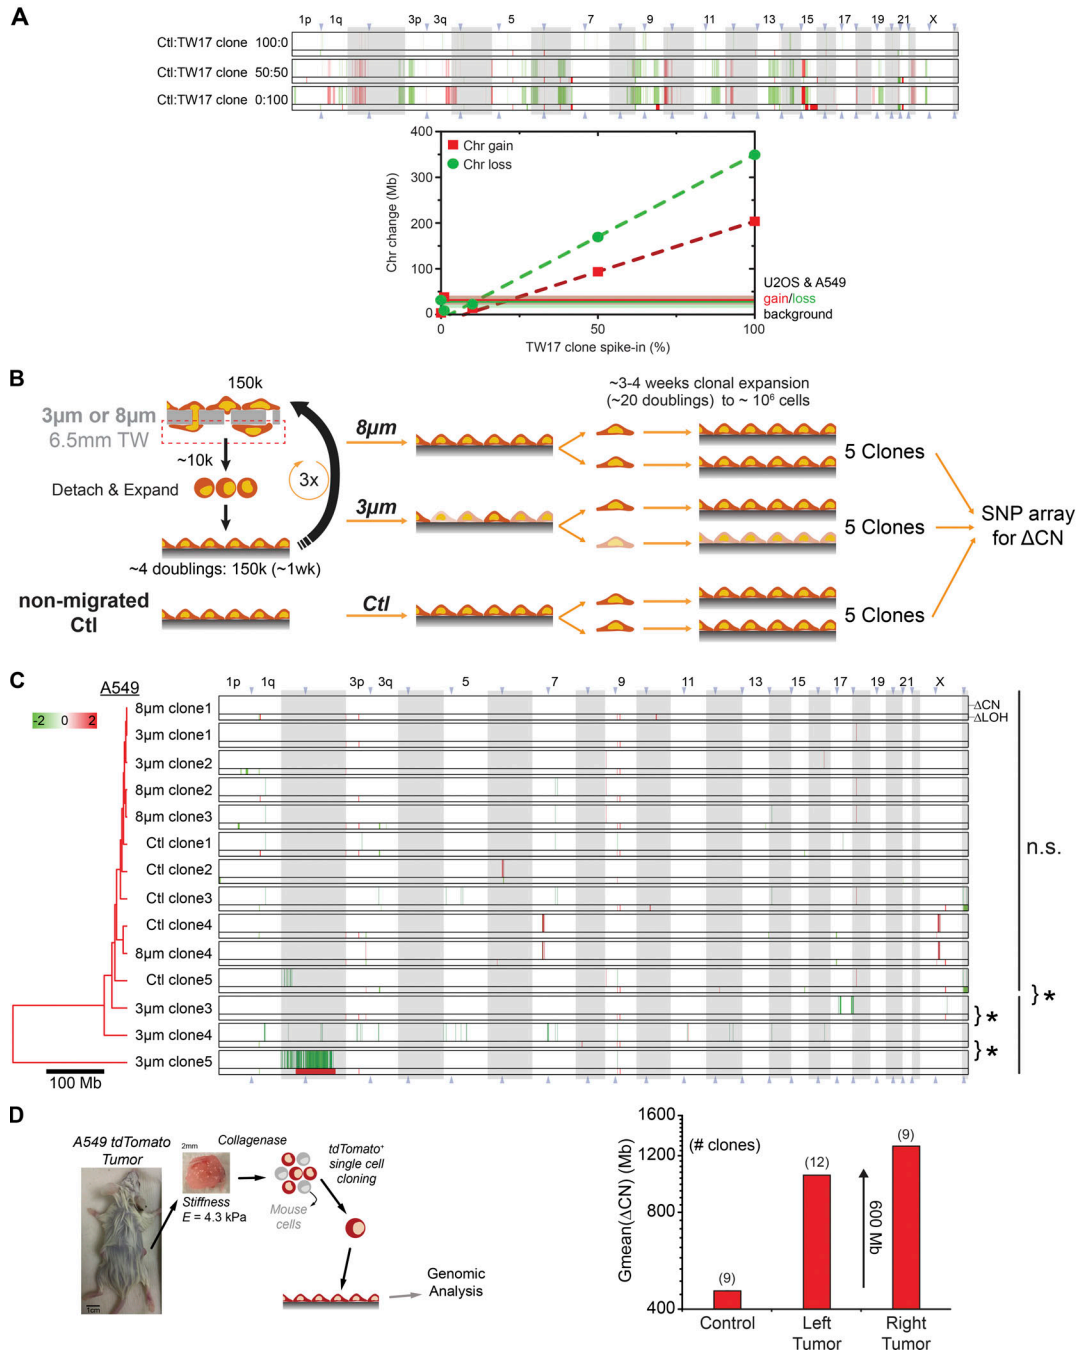 A
1p 1q 3p 3q 5 7 9 11 13 15 17 19 21 X
Ctl:TW17 clone 100:0
Ctl:TW17 clone 50:50
Ctl:TW17 clone 0:100
400
300
200
100
0
Chr change (Mb)
Chr gain
Chr loss
U2OS & A549
gain/loss
background
0 50 100
TW17 clone spike-in (%)
B
150k
3µm or 8µm
6.5mm TW
~10k
Detach & Expand
3x
~4 doublings: 150k (~1wk)
non-migrated
Ctl
8µm
3µm
Ctl
~3-4 weeks clonal expansion
(~20 doublings) to ~ 10⁶ cells
5 Clones
5 Clones
5 Clones
SNP array
for ΔCN
C
A549
1p 1q 3p 3q 5 7 9 11 13 15 17 19 21 X
-2 0 2
8µm clone1
3µm clone1
3µm clone2
8µm clone2
8µm clone3
Ctl clone1
Ctl clone2
Ctl clone3
Ctl clone4
8µm clone4
Ctl clone5
3µm clone3
3µm clone4
3µm clone5
ΔCN
ΔLOH
n.s.
} *
} *
} *
100 Mb
D
A549 tdTomato
Tumor
1cm
2mm
Stiffness
E = 4.3 kPa
Collagenase
Mouse
cells
tdTomato⁺
single cell
cloning
Genomic
Analysis
Gmean(ΔCN) (Mb)
1600
1200
800
400
(# clones)
(9)
(12)
(9)
600 Mb
Control
Left
Tumor
Right
Tumor